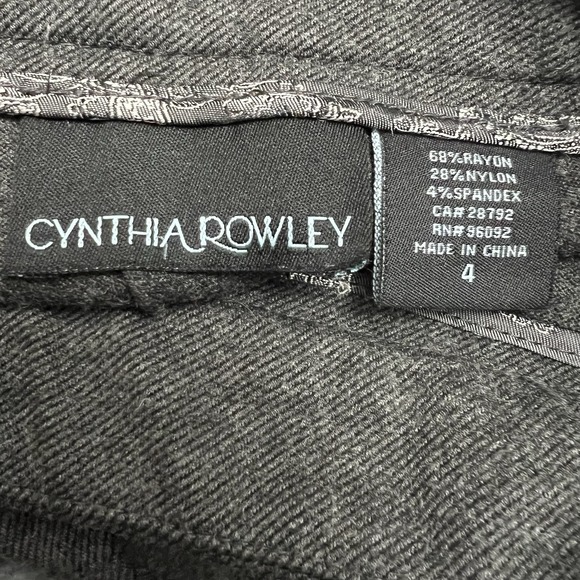 CYNTHIA ROWLEY
68%RAYON
28%NYLON
4%SPANDEX
CA# 28792
RN# 96092
MADE IN CHINA
4